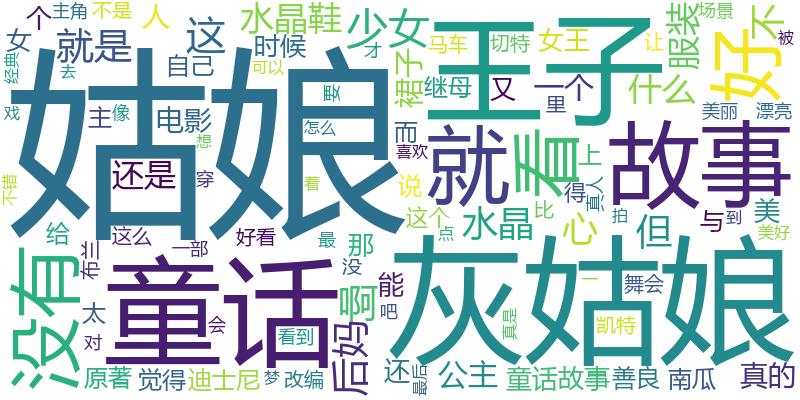 个 主角 不是 人 水晶鞋 少女 马车 切特 女王 让 场景 被
女 就是 这 时候 才 王子 服装 不
经典 去 自己 裙子 继母 又 一个 里 什么 好
戏 主 像 电影 要 而 美丽 漂亮
姑娘 想 怎么 喜欢 就 看 上 故事
不错 还是 穿 着 说 得 真人
给 这么 一部 好看 最 那 这个 点 水晶 比 心 拍 但 与 到 美 美好
没有 布兰 童话 没 哥 能 灰姑娘 舞会
太 对 会 看到 后妈 吧 真是 一 凯特
原著 觉得 迪士尼 梦 改编 还 最后 公主 童话故事 善良 南瓜 真的